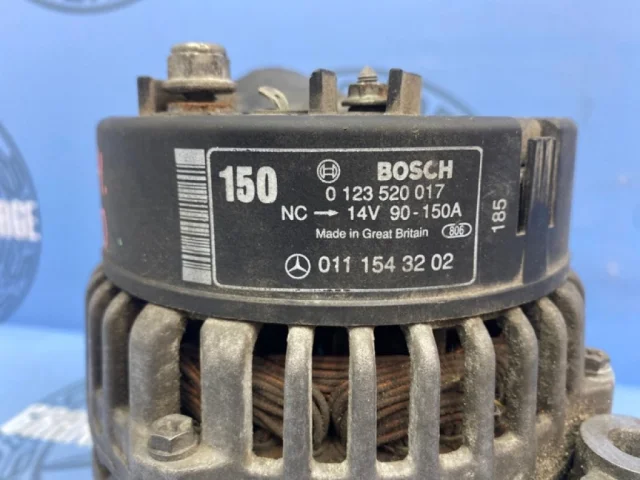 150
BOSCH
0 123 520 017
NC → 14V 90-150A
Made in Great Britain 806
011 154 32 02
185